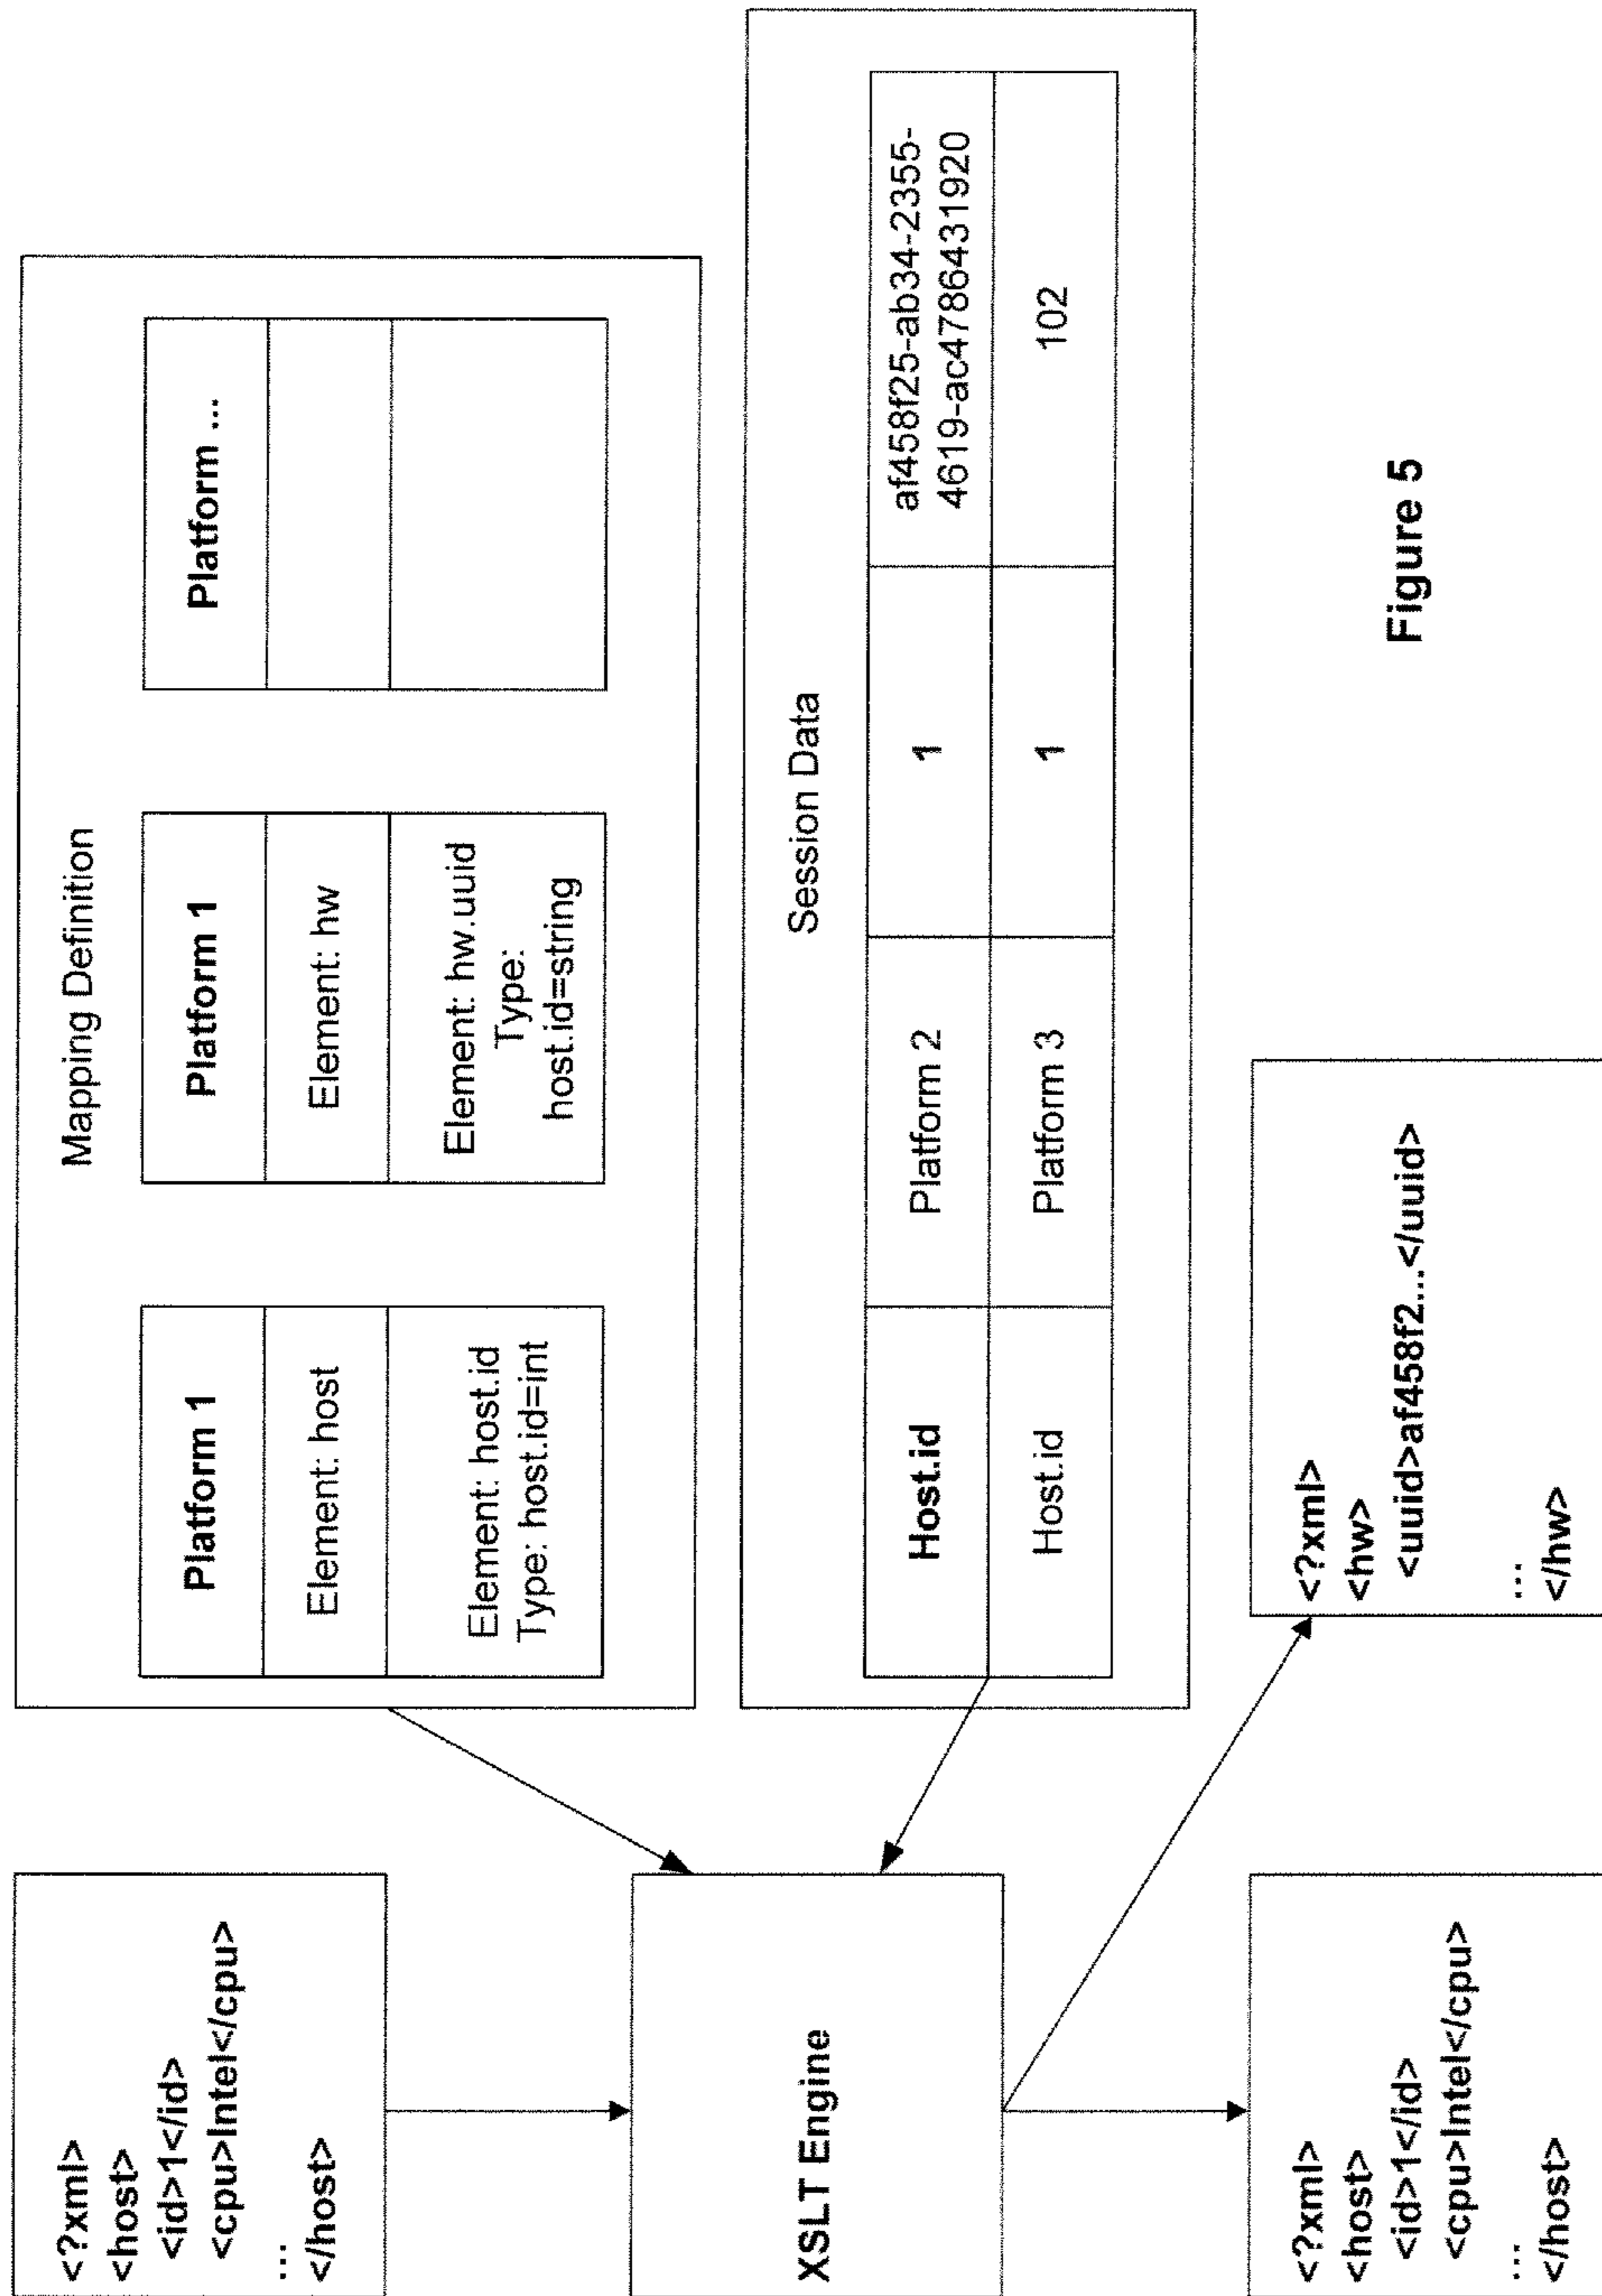 <?xml>
<host>
<id>1</id>
<cpu>Intel</cpu>
...
</host>
XSLT Engine
<?xml>
<host>
<id>1</id>
<cpu>Intel</cpu>
...
</host>
Mapping Definition
Platform 1
Element: host
Element: host.id
Type: host.id=int
Platform 1
Element: hw
Element: hw.uuid
Type:
host.id=string
Platform ...
Session Data
Host.id
Platform 2
1
af458f25-ab34-2355-
4619-ac4786431920
Host.id
Platform 3
1
102
<?xml>
<hw>
<uuid>af458f2...</uuid>
...
</hw>
Figure 5